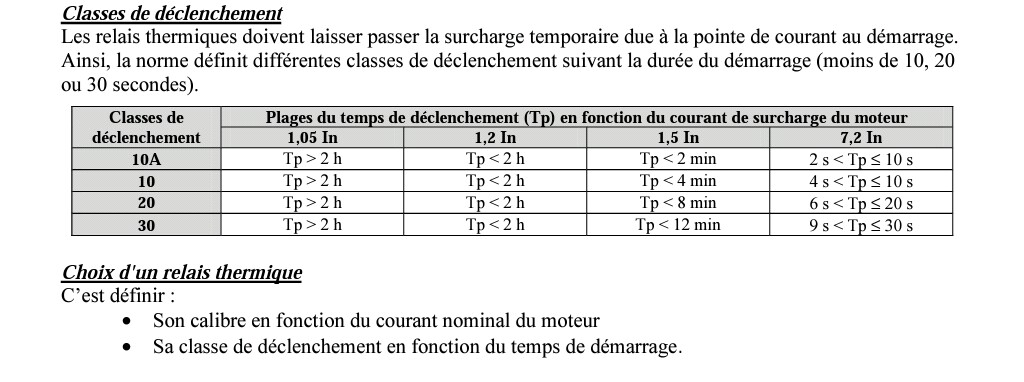 Classes de déclenchement
Les relais thermiques doivent laisser passer la surcharge temporaire due à la pointe de courant au démarrage.
Ainsi, la norme définit différentes classes de déclenchement suivant la durée du démarrage (moins de 10, 20
ou 30 secondes).
Classes de déclenchement Plages du temps de déclenchement (Tp) en fonction du courant de surcharge du moteur
1,05 In 1,2 In 1,5 In 7,2 In
10A Tp > 2 h Tp < 2 h Tp < 2 min 2 s < Tp ≤ 10 s
10 Tp > 2 h Tp < 2 h Tp < 4 min 4 s < Tp ≤ 10 s
20 Tp > 2 h Tp < 2 h Tp < 8 min 6 s < Tp ≤ 20 s
30 Tp > 2 h Tp < 2 h Tp < 12 min 9 s < Tp ≤ 30 s
Choix d'un relais thermique
C’est définir :
• Son calibre en fonction du courant nominal du moteur
• Sa classe de déclenchement en fonction du temps de démarrage.